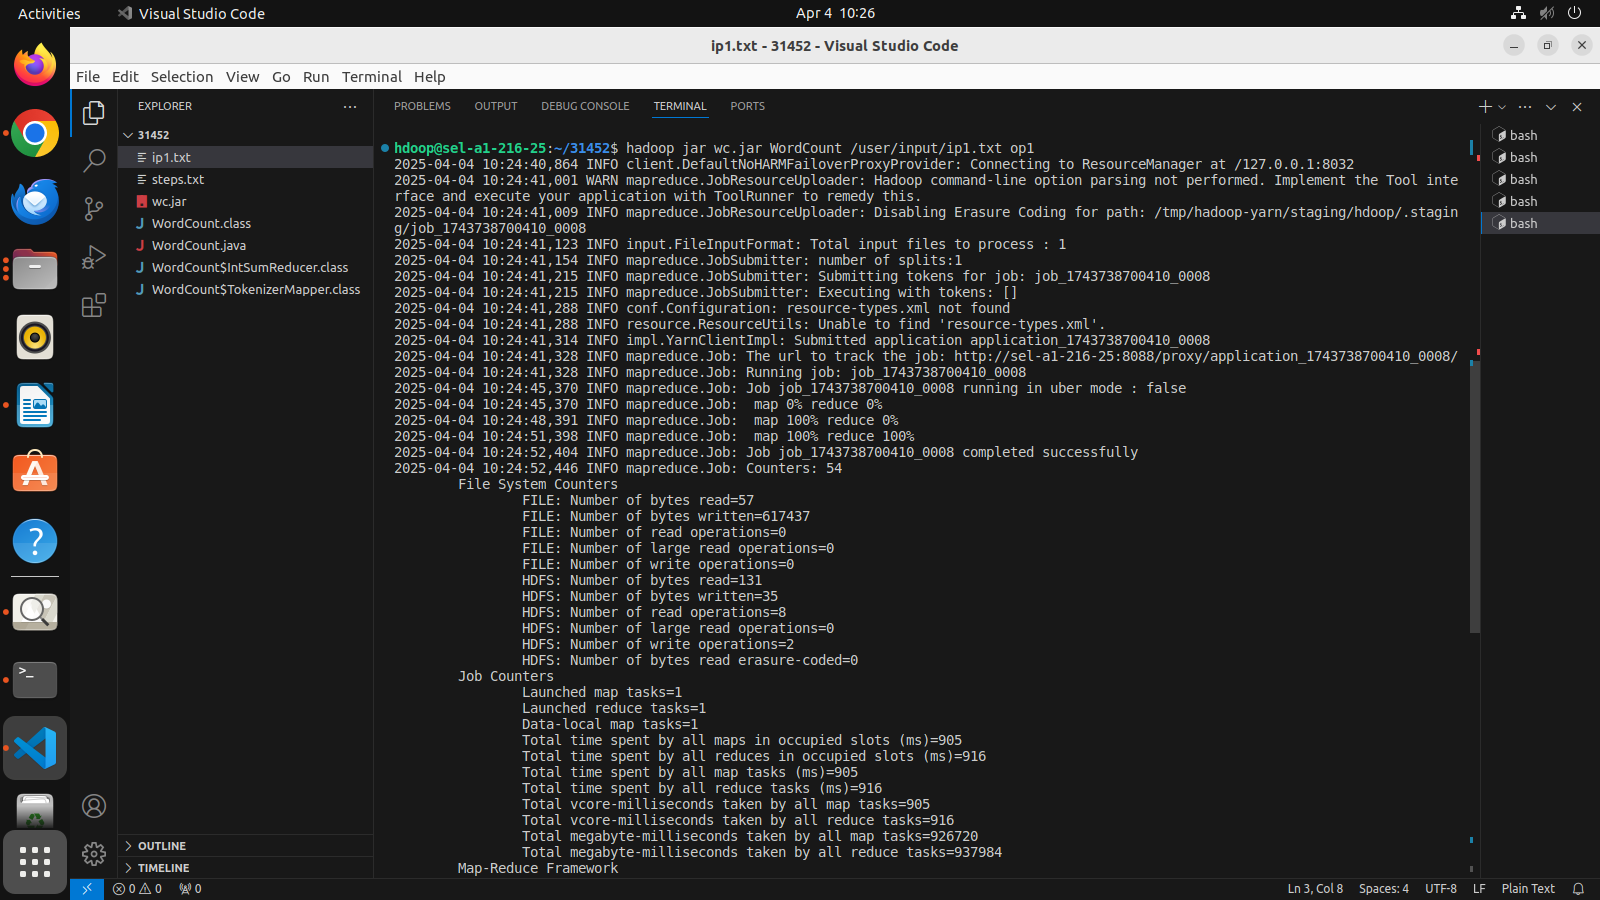 Activities
Visual Studio Code
Apr 4 10:26
ip1.txt - 31452 - Visual Studio Code
File Edit Selection View Go Run Terminal Help
EXPLORER
31452
ip1.txt
steps.txt
wc.jar
WordCount.class
WordCount.java
WordCount$IntSumReducer.class
WordCount$TokenizerMapper.class
OUTLINE
TIMELINE
PROBLEMS OUTPUT DEBUG CONSOLE TERMINAL PORTS
hdoop@sel-a1-216-25:~/31452$ hadoop jar wc.jar WordCount /user/input/ip1.txt op1
2025-04-04 10:24:40,864 INFO client.DefaultNoHARMFailoverProxyProvider: Connecting to ResourceManager at /127.0.0.1:8032
2025-04-04 10:24:41,001 WARN mapreduce.JobResourceUploader: Hadoop command-line option parsing not performed. Implement the Tool inte
rface and execute your application with ToolRunner to remedy this.
2025-04-04 10:24:41,009 INFO mapreduce.JobResourceUploader: Disabling Erasure Coding for path: /tmp/hadoop-yarn/staging/hdoop/.stagin
g/job_1743738700410_0008
2025-04-04 10:24:41,123 INFO input.FileInputFormat: Total input files to process : 1
2025-04-04 10:24:41,154 INFO mapreduce.JobSubmitter: number of splits:1
2025-04-04 10:24:41,215 INFO mapreduce.JobSubmitter: Submitting tokens for job: job_1743738700410_0008
2025-04-04 10:24:41,215 INFO mapreduce.JobSubmitter: Executing with tokens: []
2025-04-04 10:24:41,288 INFO conf.Configuration: resource-types.xml not found
2025-04-04 10:24:41,288 INFO resource.ResourceUtils: Unable to find 'resource-types.xml'.
2025-04-04 10:24:41,314 INFO impl.YarnClientImpl: Submitted application application_1743738700410_0008
2025-04-04 10:24:41,328 INFO mapreduce.Job: The url to track the job: http://sel-a1-216-25:8088/proxy/application_1743738700410_0008/
2025-04-04 10:24:41,328 INFO mapreduce.Job: Running job: job_1743738700410_0008
2025-04-04 10:24:45,370 INFO mapreduce.Job: Job job_1743738700410_0008 running in uber mode : false
2025-04-04 10:24:45,370 INFO mapreduce.Job:  map 0% reduce 0%
2025-04-04 10:24:48,391 INFO mapreduce.Job:  map 100% reduce 0%
2025-04-04 10:24:51,398 INFO mapreduce.Job:  map 100% reduce 100%
2025-04-04 10:24:52,404 INFO mapreduce.Job: Job job_1743738700410_0008 completed successfully
2025-04-04 10:24:52,446 INFO mapreduce.Job: Counters: 54
File System Counters
FILE: Number of bytes read=57
FILE: Number of bytes written=617437
FILE: Number of read operations=0
FILE: Number of large read operations=0
FILE: Number of write operations=0
HDFS: Number of bytes read=131
HDFS: Number of bytes written=35
HDFS: Number of read operations=8
HDFS: Number of large read operations=0
HDFS: Number of write operations=2
HDFS: Number of bytes read erasure-coded=0
Job Counters
Launched map tasks=1
Launched reduce tasks=1
Data-local map tasks=1
Total time spent by all maps in occupied slots (ms)=905
Total time spent by all reduces in occupied slots (ms)=916
Total time spent by all map tasks (ms)=905
Total time spent by all reduce tasks (ms)=916
Total vcore-milliseconds taken by all map tasks=905
Total vcore-milliseconds taken by all reduce tasks=916
Total megabyte-milliseconds taken by all map tasks=926720
Total megabyte-milliseconds taken by all reduce tasks=937984
Map-Reduce Framework
bash
bash
bash
bash
bash
0 0 0
Ln 3, Col 8 Spaces: 4 UTF-8 LF Plain Text